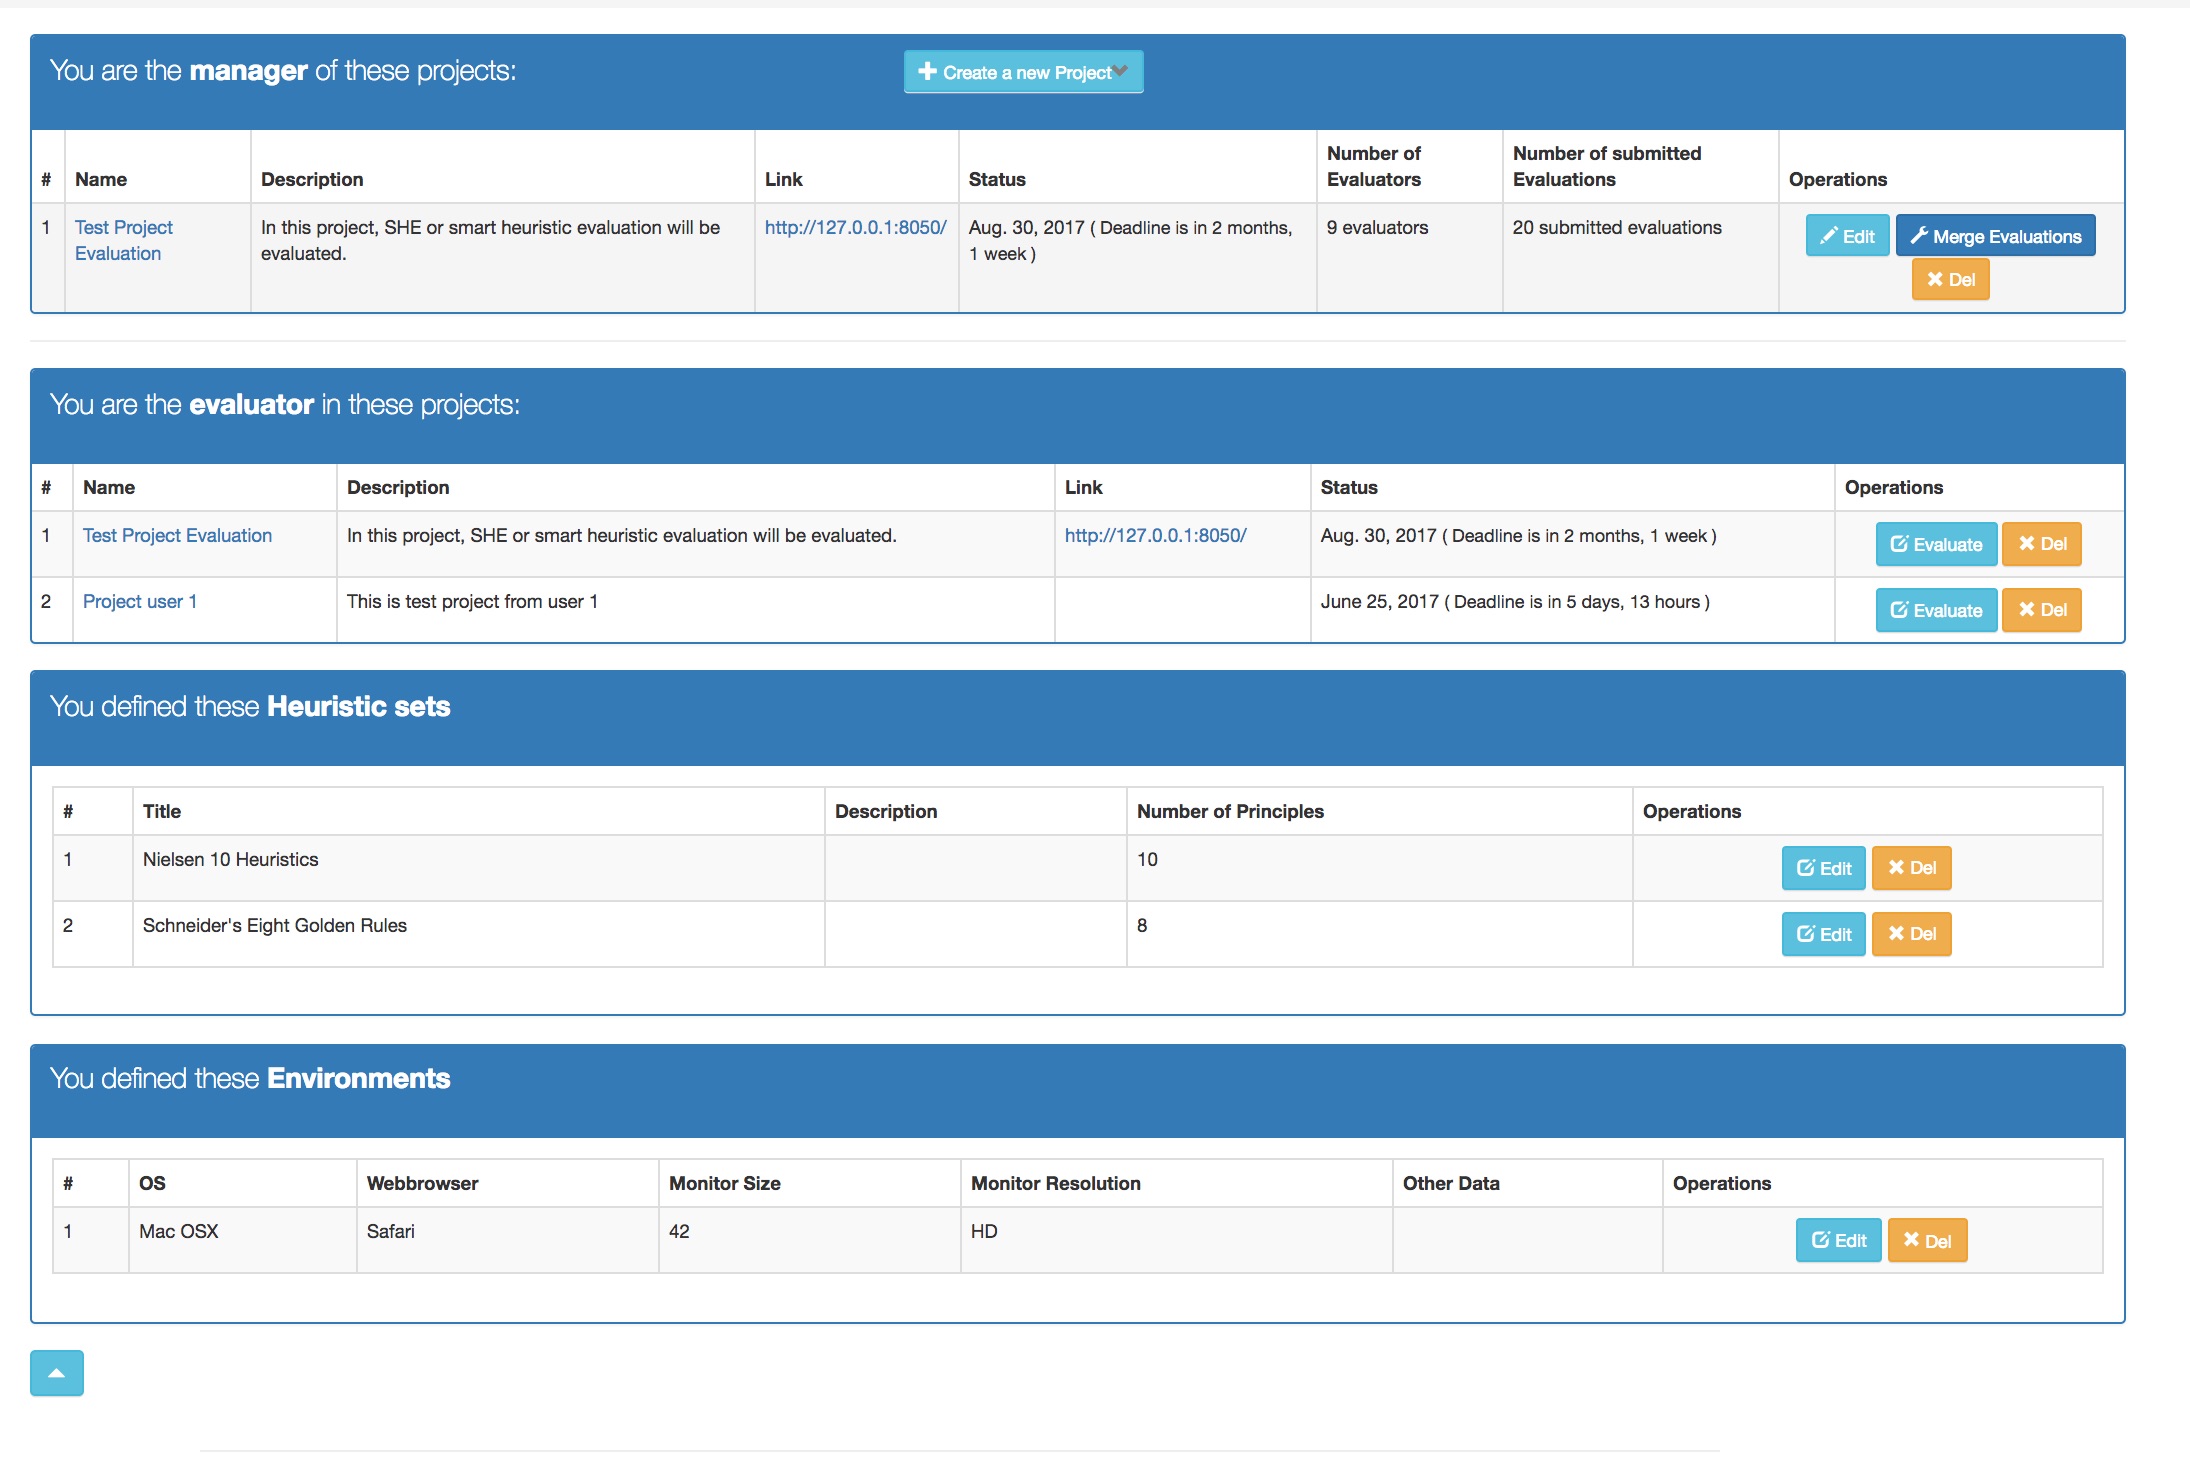 You are the manager of these projects:
Create a new Project
# Name Description Link Status Number of Evaluators Number of submitted Evaluations Operations
1 Test Project Evaluation In this project, SHE or smart heuristic evaluation will be evaluated. http://127.0.0.1:8050/ Aug. 30, 2017 ( Deadline is in 2 months, 1 week ) 9 evaluators 20 submitted evaluations Edit Merge Evaluations Del
You are the evaluator in these projects:
# Name Description Link Status Operations
1 Test Project Evaluation In this project, SHE or smart heuristic evaluation will be evaluated. http://127.0.0.1:8050/ Aug. 30, 2017 ( Deadline is in 2 months, 1 week ) Evaluate Del
2 Project user 1 This is test project from user 1 June 25, 2017 ( Deadline is in 5 days, 13 hours ) Evaluate Del
You defined these Heuristic sets
# Title Description Number of Principles Operations
1 Nielsen 10 Heuristics 10 Edit Del
2 Schneider's Eight Golden Rules 8 Edit Del
You defined these Environments
# OS Webbrowser Monitor Size Monitor Resolution Other Data Operations
1 Mac OSX Safari 42 HD Edit Del